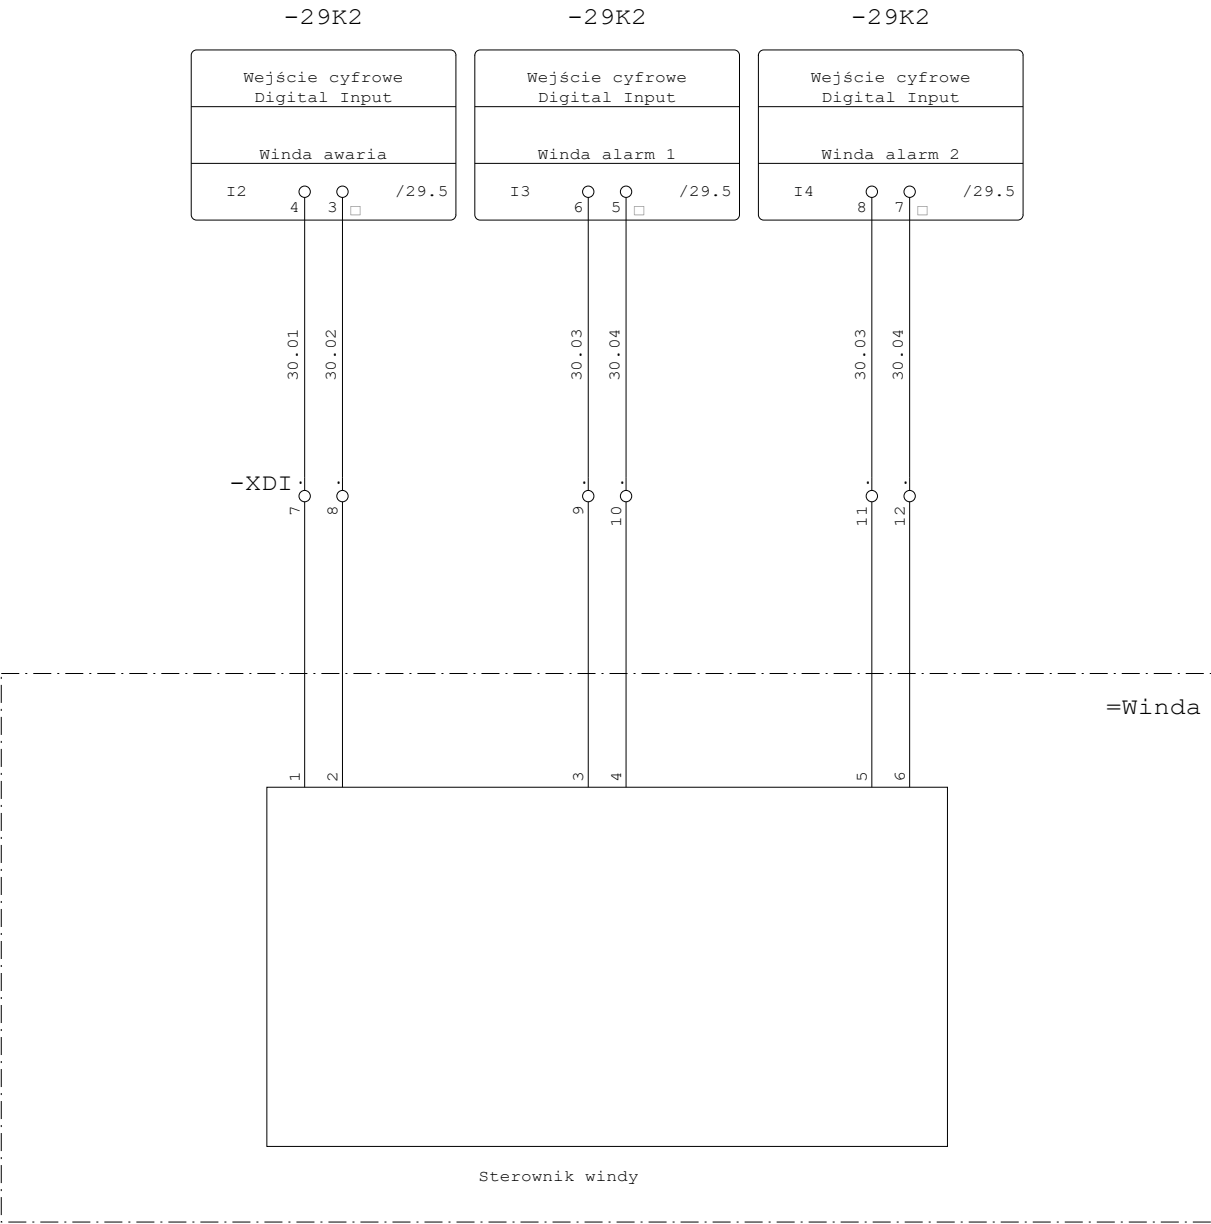 -29K2 -29K2 -29K2
Wejście cyfrowe Wejście cyfrowe Wejście cyfrowe
Digital Input Digital Input Digital Input
Winda awaria Winda alarm 1 Winda alarm 2
I2 /29.5 I3 /29.5 I4 /29.5
4 3 6 5 8 7
30.01 30.02 30.03 30.04 30.03 30.04
-XDI
7 8 9 10 11 12
=Winda
1 2 3 4 5 6
Sterownik windy